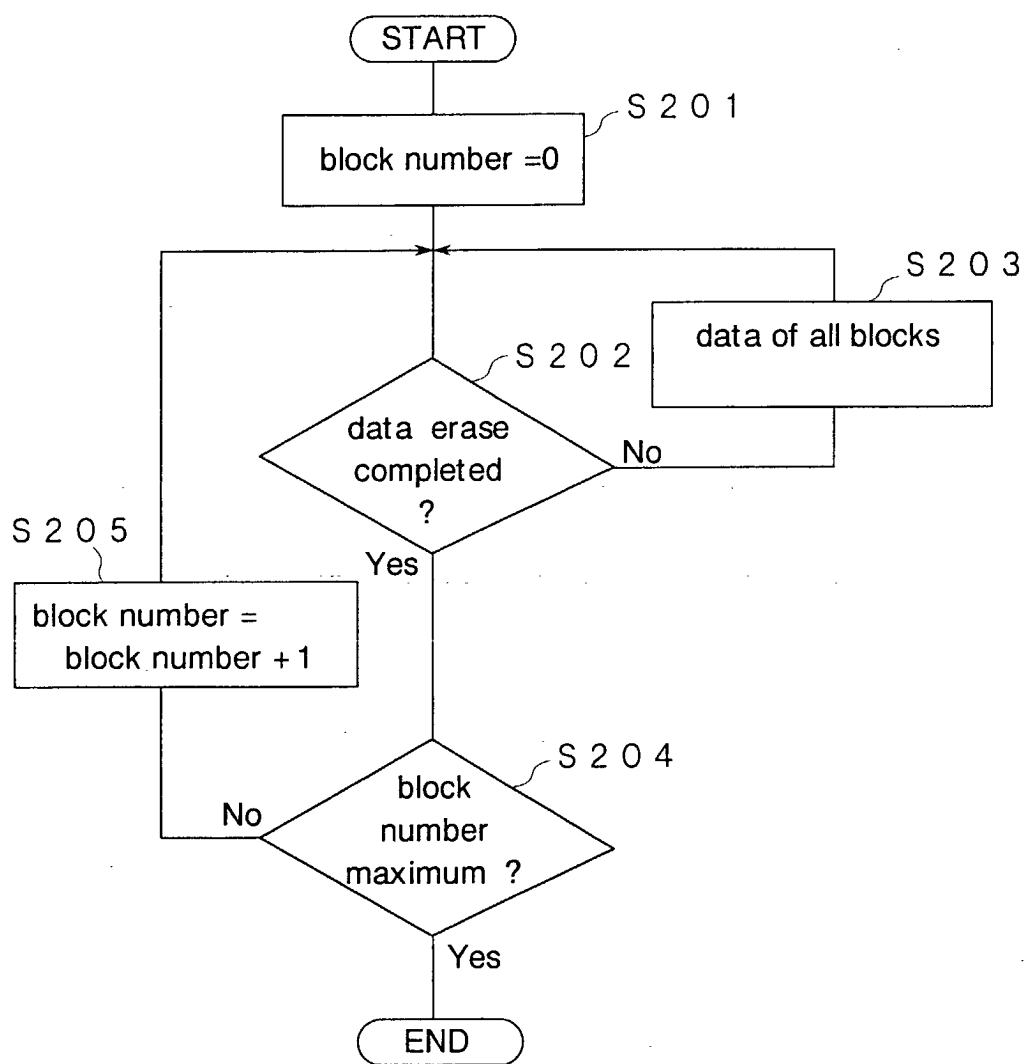 START
S201
block number =0
S203
data of all blocks
S202
data erase
completed
?
No
Yes
S205
block number =
block number +1
S204
block
number
maximum ?
No
Yes
END